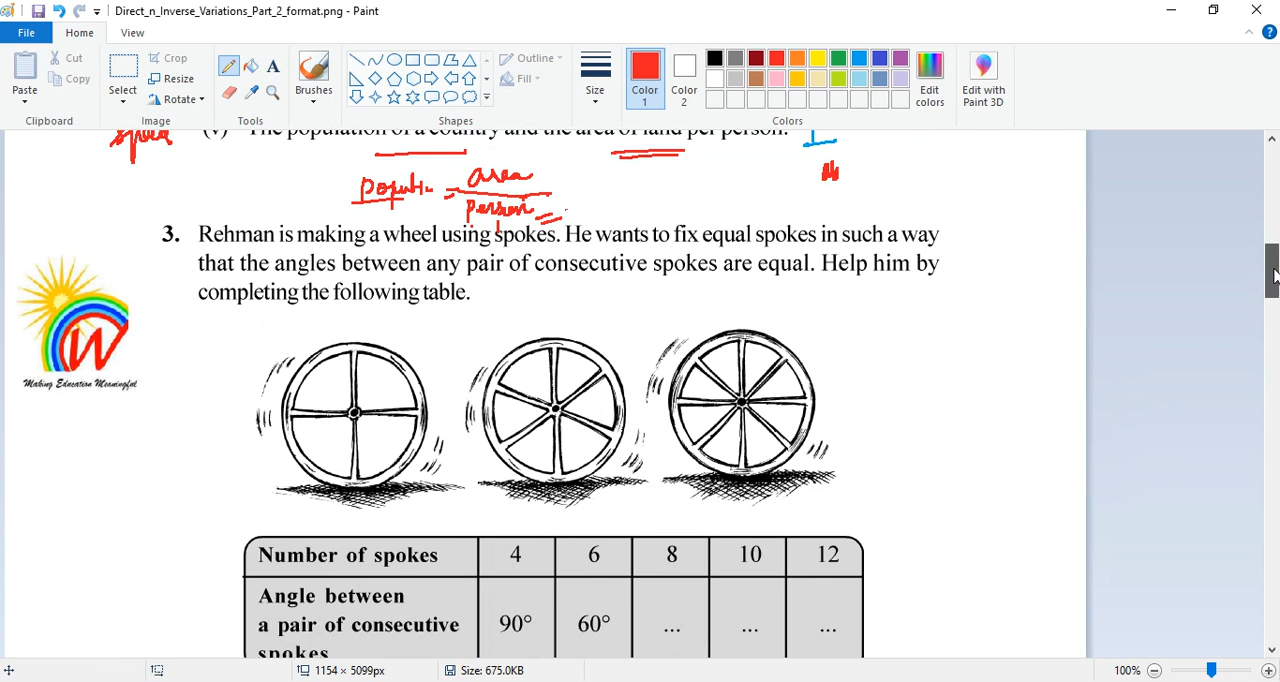 Direct_n_Inverse_Variations_Part_2_format.png - Paint
File Home View
Paste
Cut
Copy
Clipboard
Select
Crop
Resize
Rotate
Image
Tools
Brushes
Outline
Fill
Shapes
Size
Color 1
Color 2
Edit colors
Edit with Paint 3D
Colors
(v) The population of a country and the area of land per person.
speed
I
area
person
3. Rehman is making a wheel using spokes. He wants to fix equal spokes in such a way
that the angles between any pair of consecutive spokes are equal. Help him by
completing the following table.
W
Making Education Meaningful
Number of spokes 4 6 8 10 12
Angle between
a pair of consecutive 90° 60° ... ... ...
spokes
1154 × 5099px
Size: 675.0KB
100%